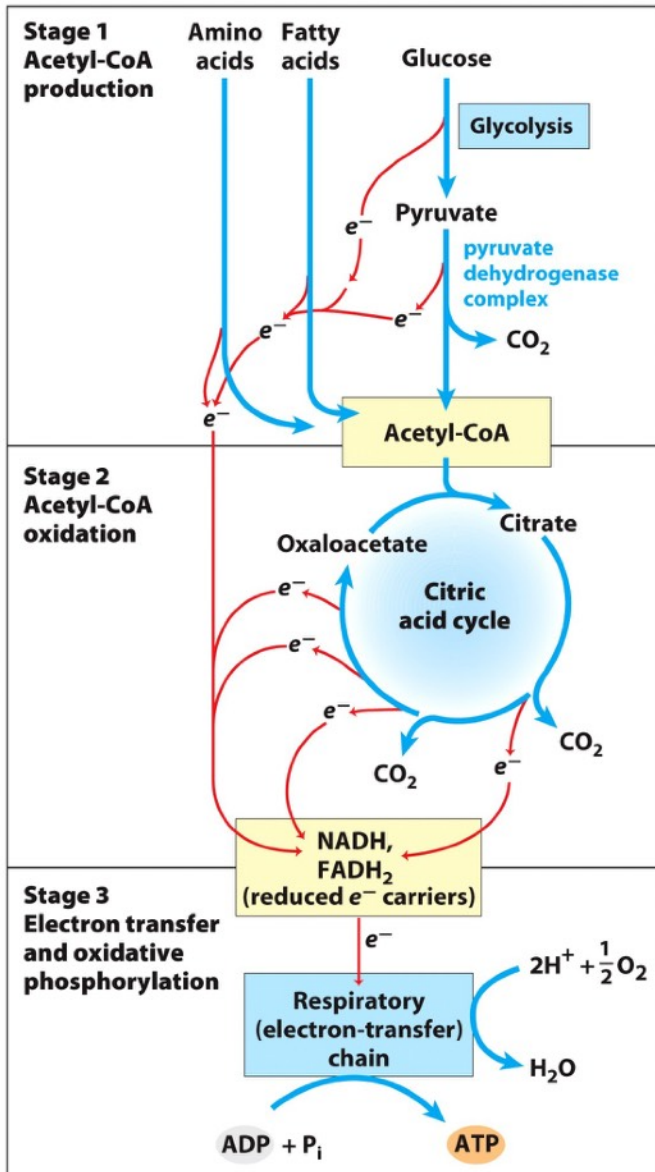 Stage 1
Acetyl-CoA
production
Amino
acids
Fatty
acids
Glucose
Glycolysis
Pyruvate
e⁻
pyruvate
dehydrogenase
complex
e⁻
e⁻
CO₂
e⁻
Acetyl-CoA
Stage 2
Acetyl-CoA
oxidation
Citrate
Oxaloacetate
Citric
acid cycle
e⁻
e⁻
e⁻
CO₂
e⁻
CO₂
NADH,
FADH₂
(reduced e⁻ carriers)
Stage 3
Electron transfer
and oxidative
phosphorylation
e⁻
2H⁺ + ½O₂
Respiratory
(electron-transfer)
chain
H₂O
ADP + Pᵢ
ATP